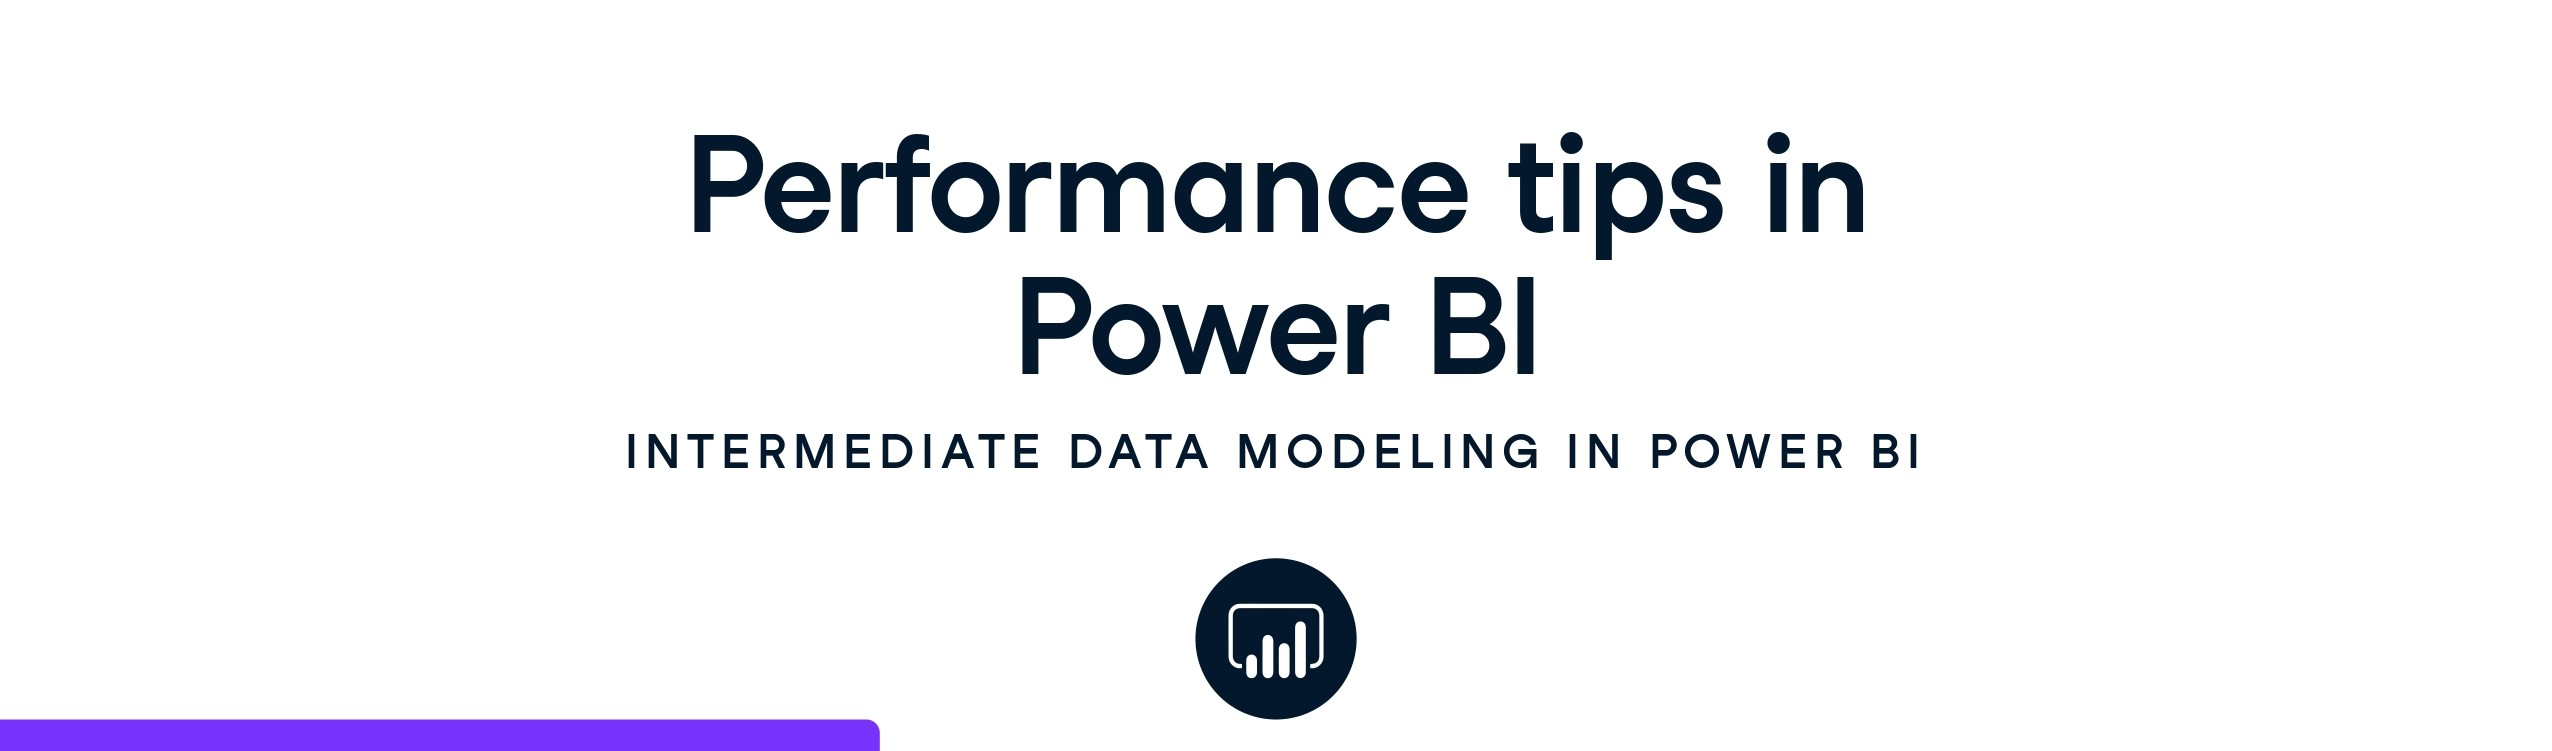 Performance tips in
Power BI
INTERMEDIATE DATA MODELING IN POWER BI